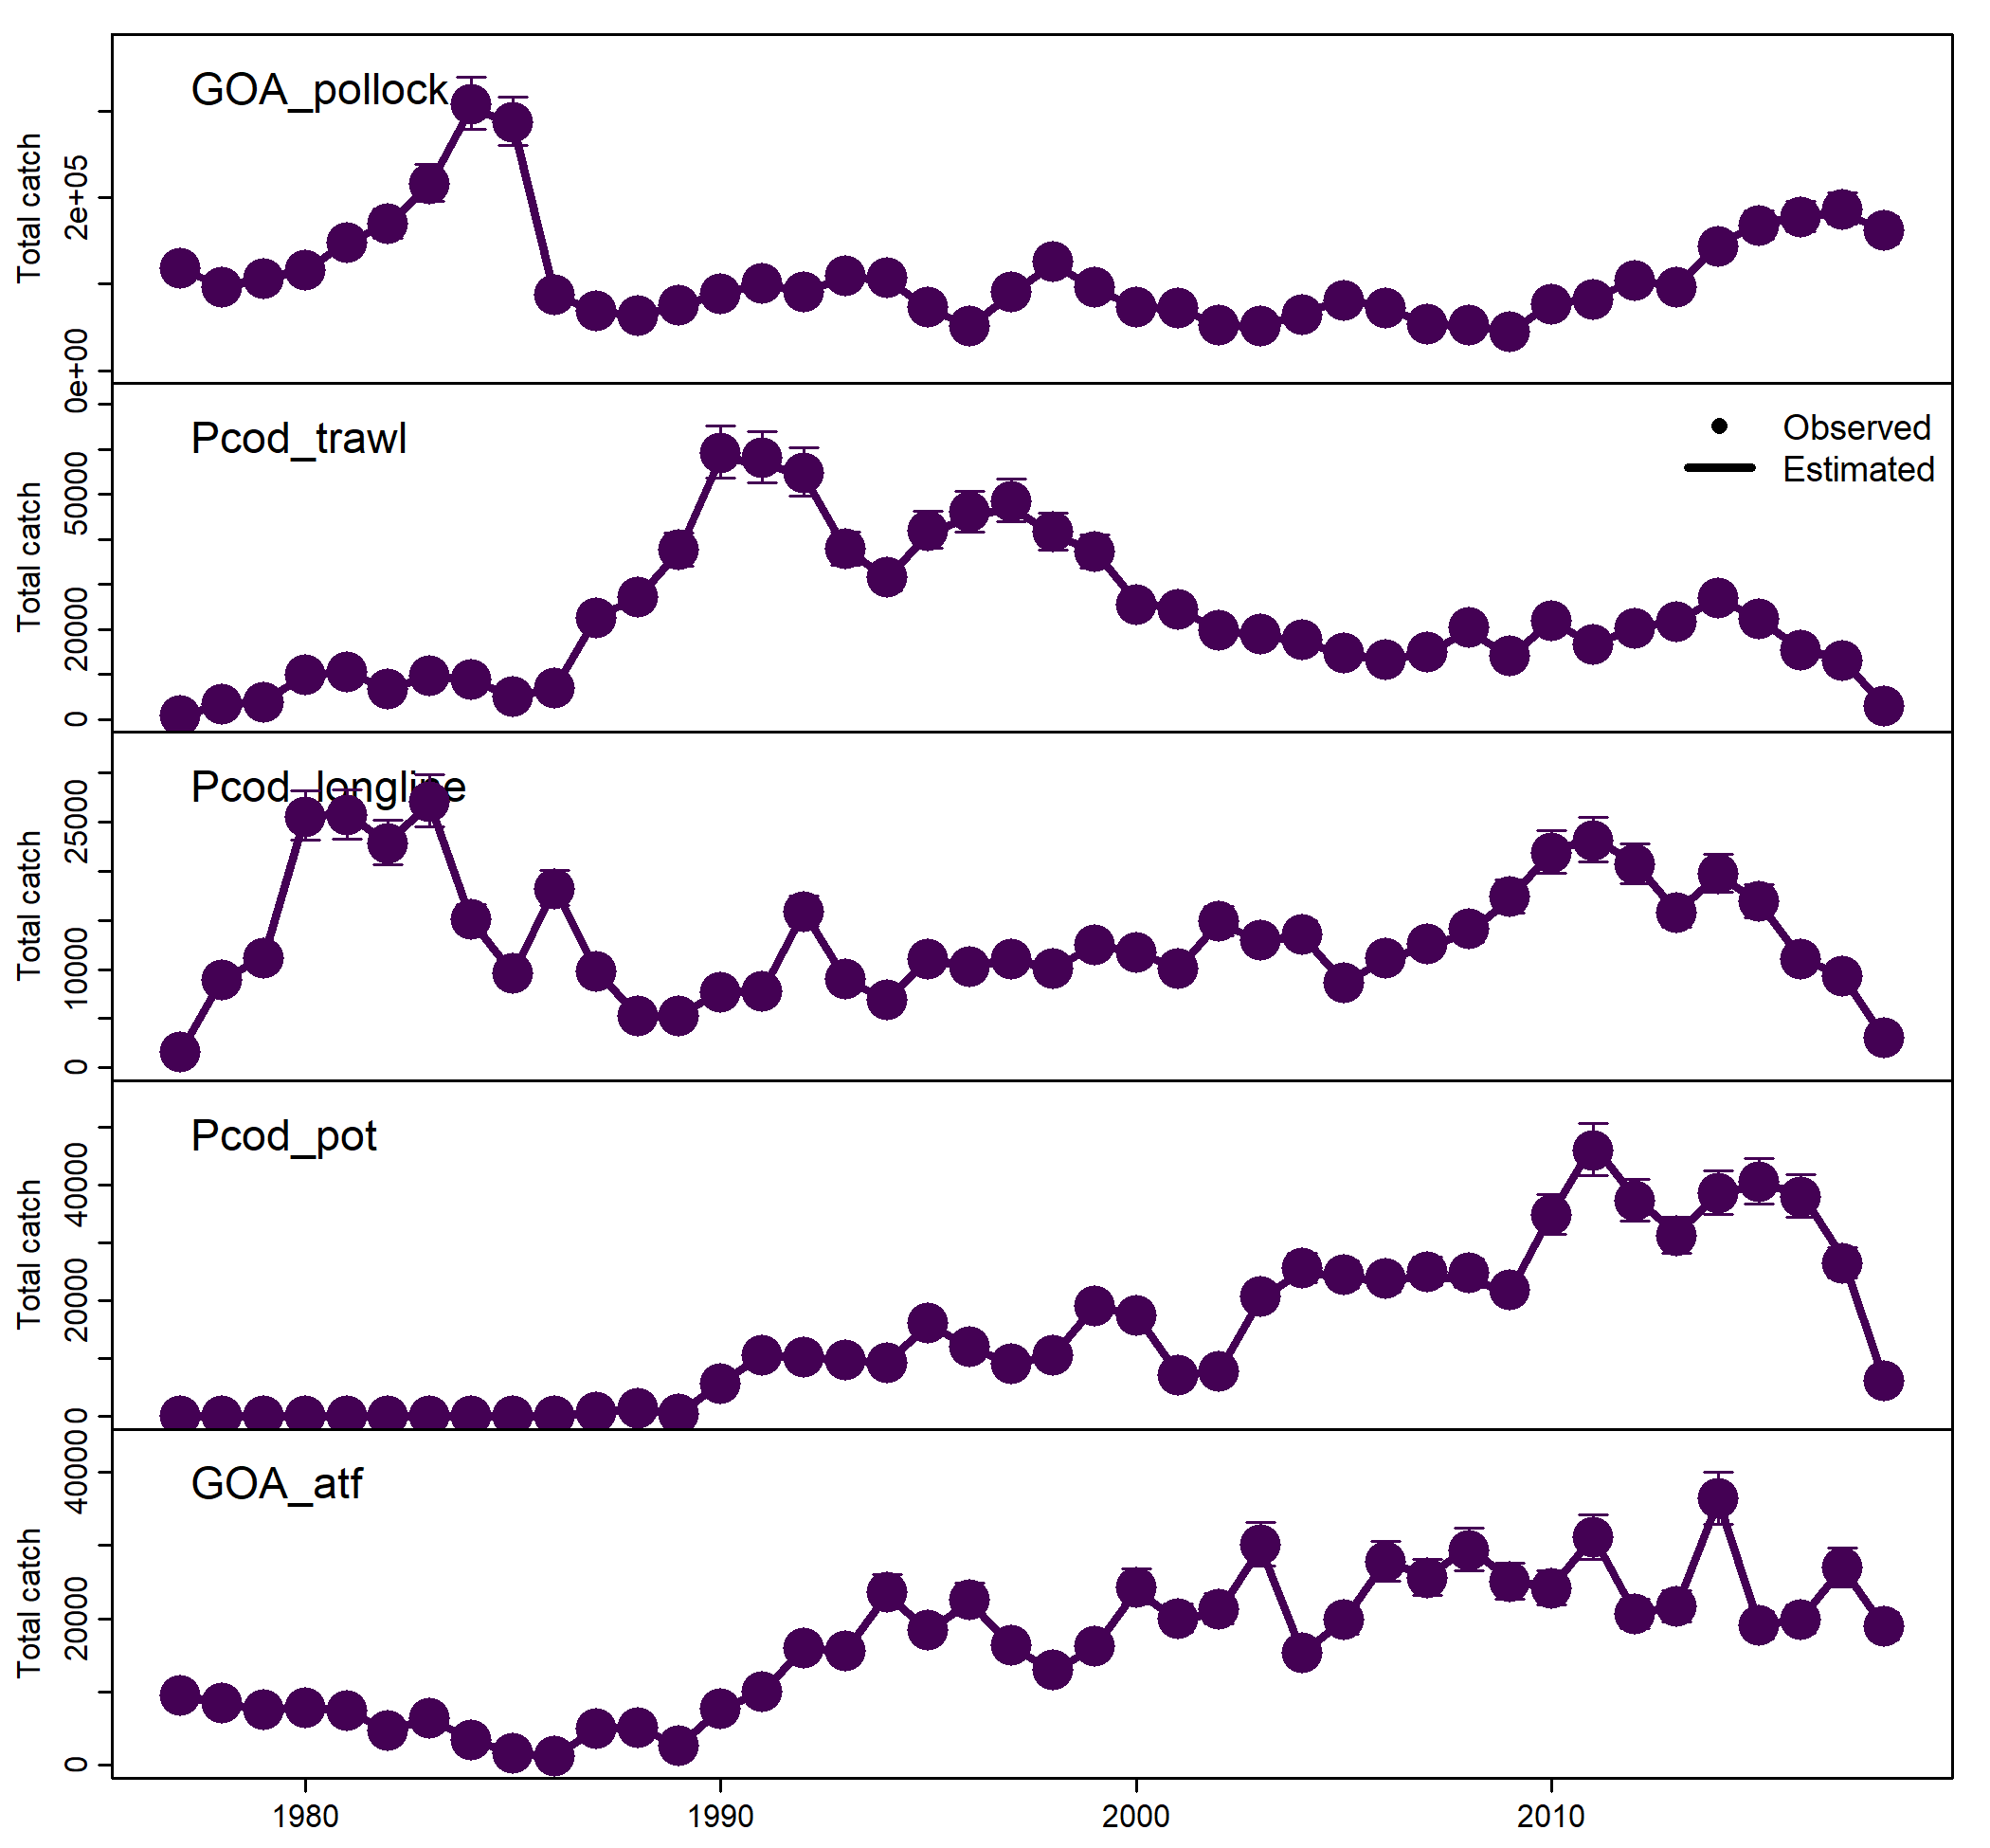 GOA_pollock
Total catch
0e+00
2e+05
Pcod_trawl
Observed
Estimated
Total catch
0
20000
50000
Pcod_longline
Total catch
0
10000
25000
Pcod_pot
Total catch
0
20000
40000
GOA_atf
Total catch
0
20000
40000
1980
1990
2000
2010